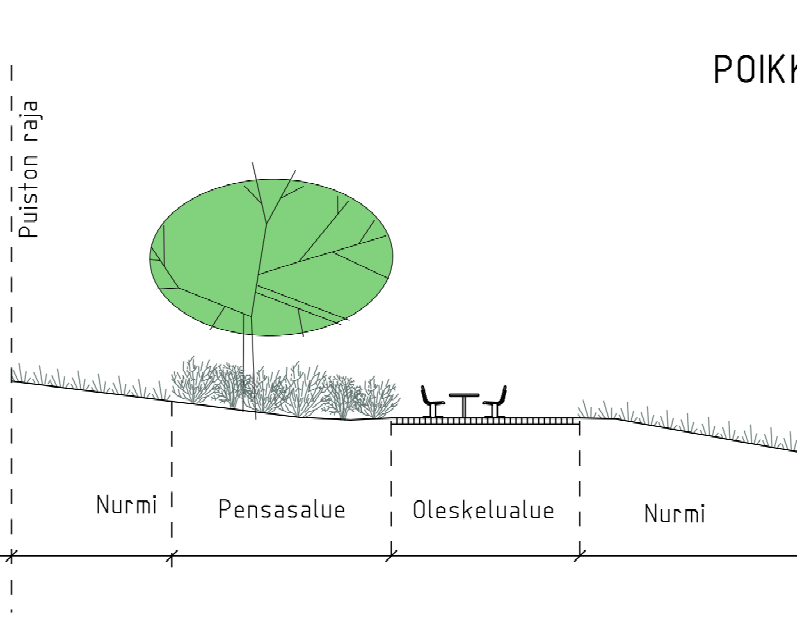 POIKK
Puiston raja
Nurmi
Pensasalue
Oleskelualue
Nurmi